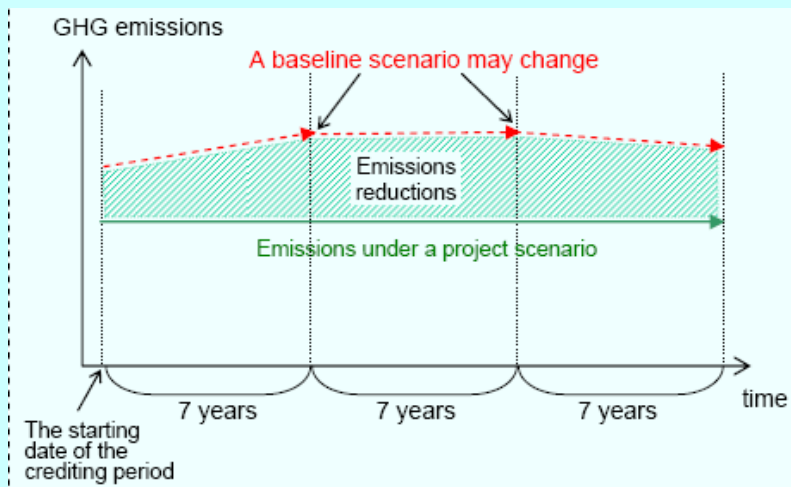 GHG emissions
A baseline scenario may change
Emissions
reductions
Emissions under a project scenario
time
7 years
7 years
7 years
The starting
date of the
crediting period